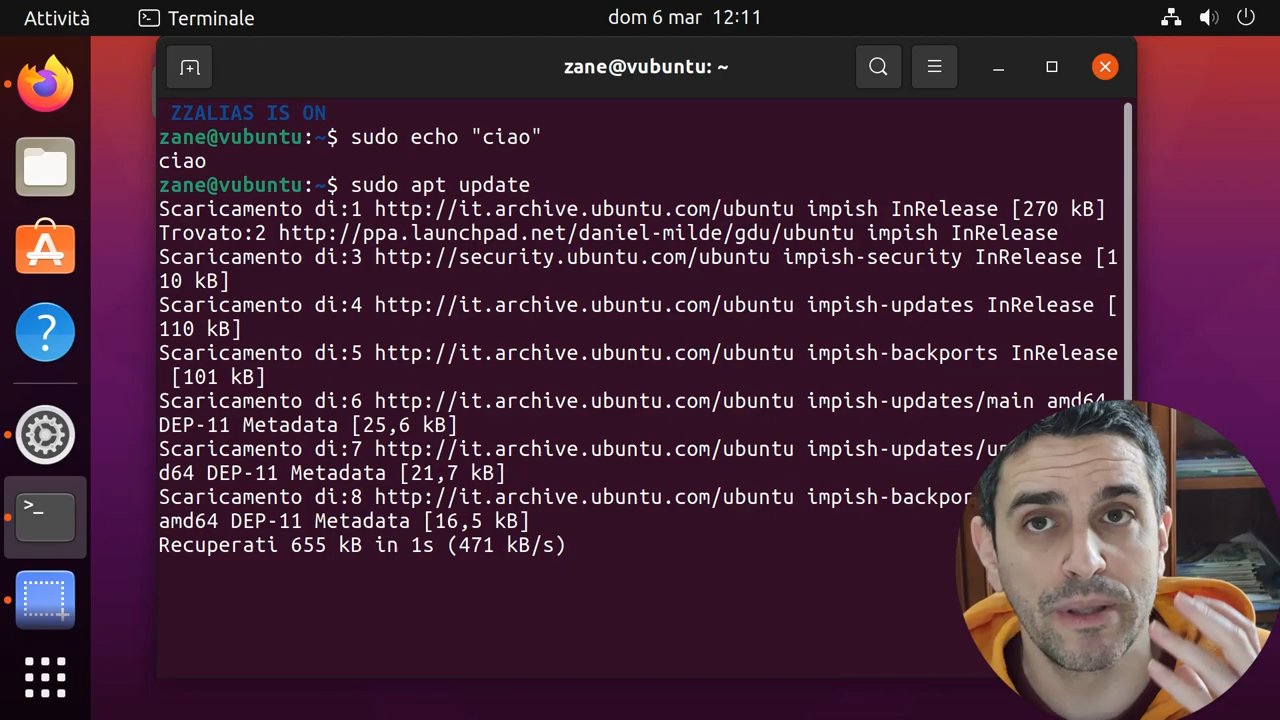 Attività
Terminale
dom 6 mar 12:11
zane@vubuntu: ~
ZZALIAS IS ON
zane@vubuntu:~$ sudo echo "ciao"
ciao
zane@vubuntu:~$ sudo apt update
Scaricamento di:1 http://it.archive.ubuntu.com/ubuntu impish InRelease [270 kB]
Trovato:2 http://ppa.launchpad.net/daniel-milde/gdu/ubuntu impish InRelease
Scaricamento di:3 http://security.ubuntu.com/ubuntu impish-security InRelease [1
10 kB]
Scaricamento di:4 http://it.archive.ubuntu.com/ubuntu impish-updates InRelease [
110 kB]
Scaricamento di:5 http://it.archive.ubuntu.com/ubuntu impish-backports InRelease
[101 kB]
Scaricamento di:6 http://it.archive.ubuntu.com/ubuntu impish-updates/main amd64
DEP-11 Metadata [25,6 kB]
Scaricamento di:7 http://it.archive.ubuntu.com/ubuntu
d64 DEP-11 Metadata [21,7 kB]
Scaricamento di:8 http://it.archive.ubuntu.com/ubuntu
amd64 DEP-11 Metadata [16,5 kB]
Recuperati 655 kB in 1s (471 kB/s)